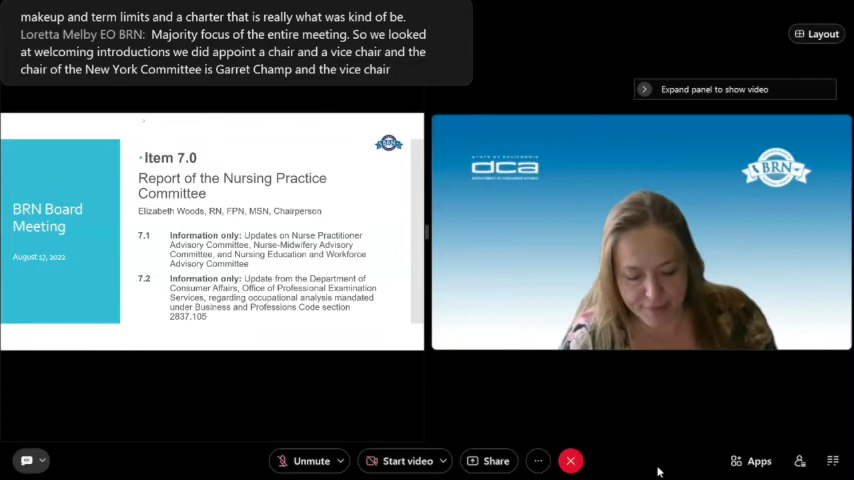 makeup and term limits and a charter that is really what was kind of be.
Loretta Melby EO BRN: Majority focus of the entire meeting. So we looked
at welcoming introductions we did appoint a chair and a vice chair and the
chair of the New York Committee is Garret Champ and the vice chair
Layout
Expand panel to show video
BRN Board
Meeting
August 17, 2022
BRN
• Item 7.0
Report of the Nursing Practice
Committee
Elizabeth Woods, RN, FPN, MSN, Chairperson
7.1 Information only: Updates on Nurse Practitioner
Advisory Committee, Nurse-Midwifery Advisory
Committee, and Nursing Education and Workforce
Advisory Committee
7.2 Information only: Update from the Department of
Consumer Affairs, Office of Professional Examination
Services, regarding occupational analysis mandated
under Business and Professions Code section
2837.105
STATE OF CALIFORNIA
dca
DEPARTMENT OF CONSUMER AFFAIRS
BRN
Unmute
Start video
Share
Apps